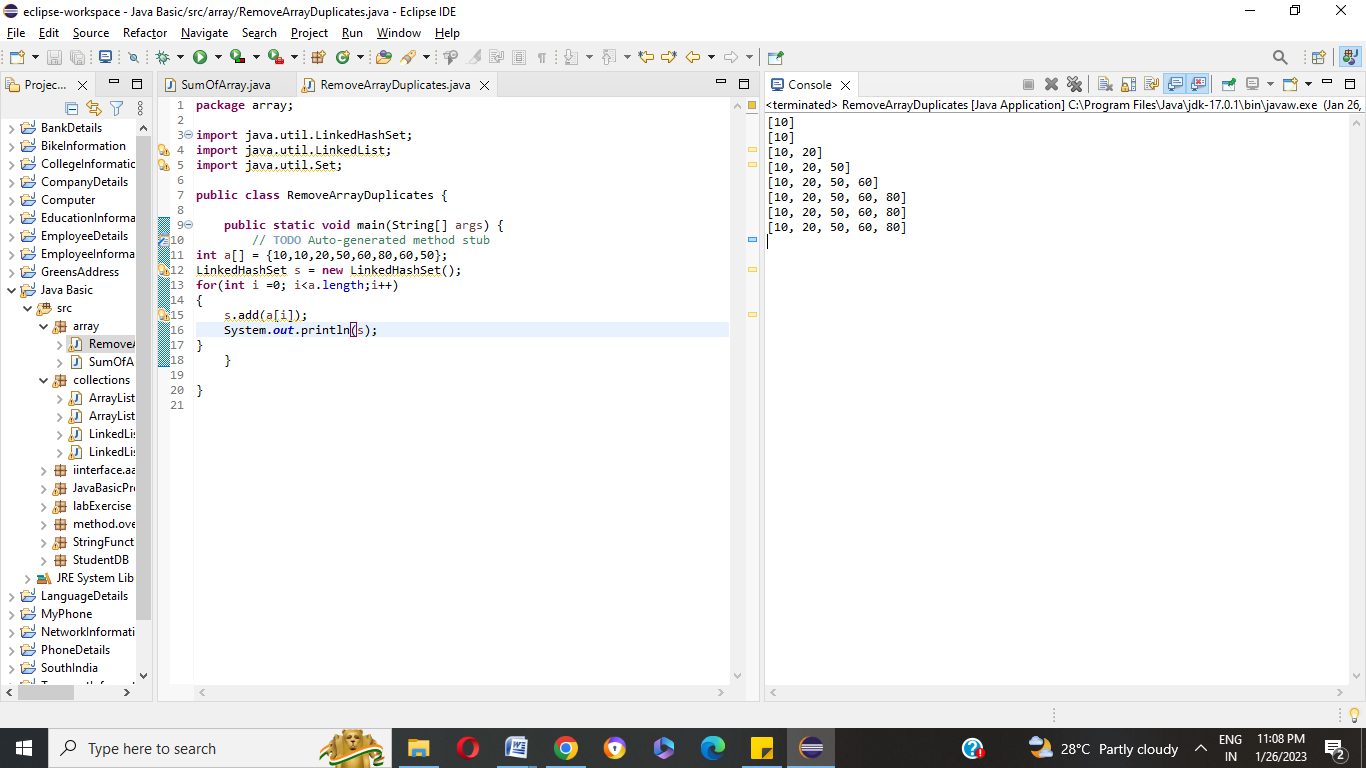 eclipse-workspace - Java Basic/src/array/RemoveArrayDuplicates.java - Eclipse IDE
File Edit Source Refactor Navigate Search Project Run Window Help
Projec...
BankDetails
BikeInformation
CollegeInformatic
CompanyDetails
Computer
EducationInforma
EmployeeDetails
EmployeeInforma
GreensAddress
Java Basic
src
array
RemoveA
SumOfA
collections
ArrayList
ArrayList
LinkedLis
LinkedLis
iinterface.aa
JavaBasicPro
labExercise
method.ove
StringFunct
StudentDB
JRE System Lib
LanguageDetails
MyPhone
NetworkInformati
PhoneDetails
SouthIndia
SumOfArray.java RemoveArrayDuplicates.java
1 package array;
2
3 import java.util.LinkedHashSet;
4 import java.util.LinkedList;
5 import java.util.Set;
6
7 public class RemoveArrayDuplicates {
8
9 public static void main(String[] args) {
10 // TODO Auto-generated method stub
11 int a[] = {10,10,20,50,60,80,60,50};
12 LinkedHashSet s = new LinkedHashSet();
13 for(int i =0; i<a.length;i++)
14 {
15 s.add(a[i]);
16 System.out.println(s);
17 }
18 }
19
20 }
21
Console
<terminated> RemoveArrayDuplicates [Java Application] C:\Program Files\Java\jdk-17.0.1\bin\javaw.exe (Jan 26,
[10]
[10]
[10, 20]
[10, 20, 50]
[10, 20, 50, 60]
[10, 20, 50, 60, 80]
[10, 20, 50, 60, 80]
[10, 20, 50, 60, 80]
Type here to search
28°C Partly cloudy
ENG
IN
11:08 PM
1/26/2023
2